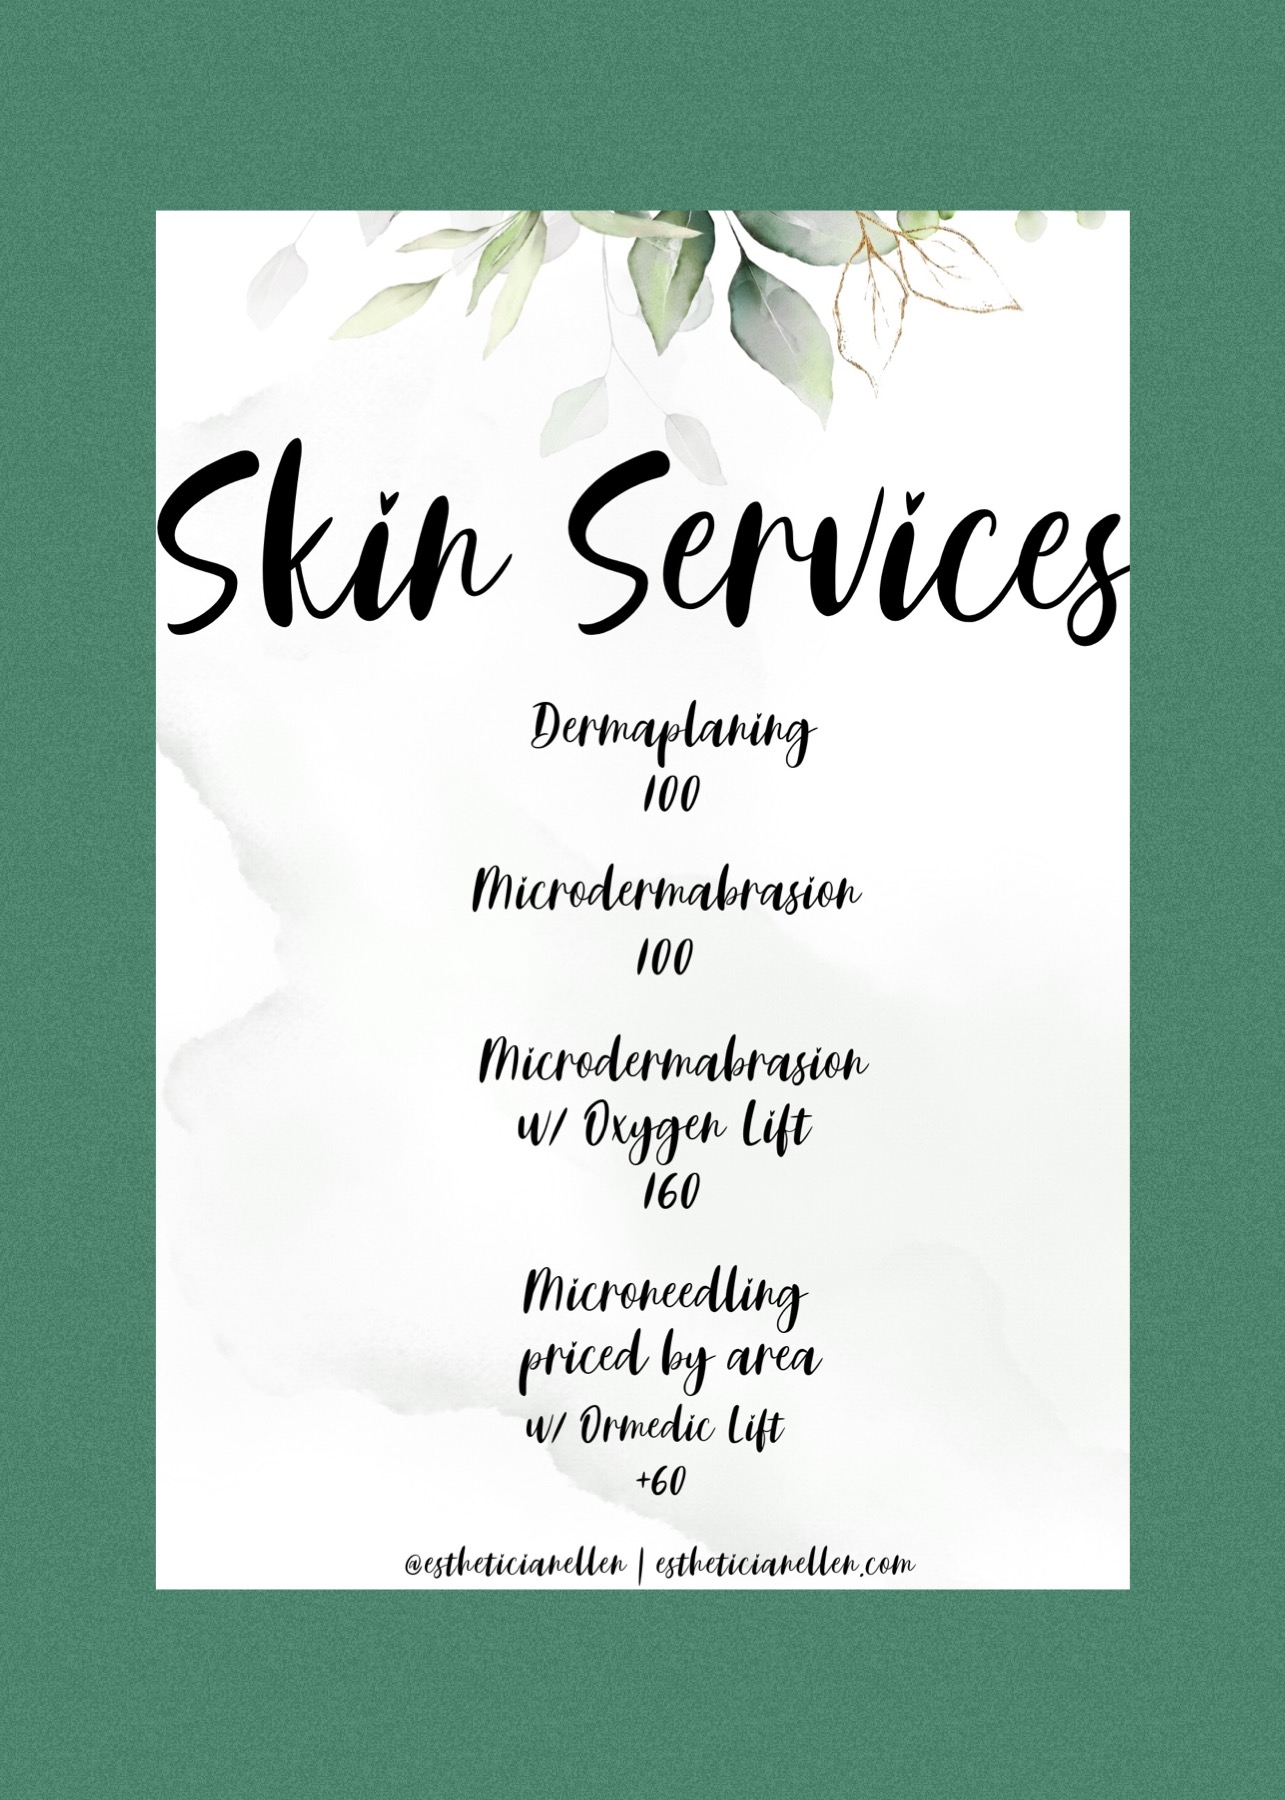 Skin Services
Dermaplaning
100
Microdermabrasion
100
Microdermabrasion
w/ Oxygen Lift
160
Microneedling
priced by area
w/ Ormedic Lift
+60
@estheticianellen | estheticianellen.com